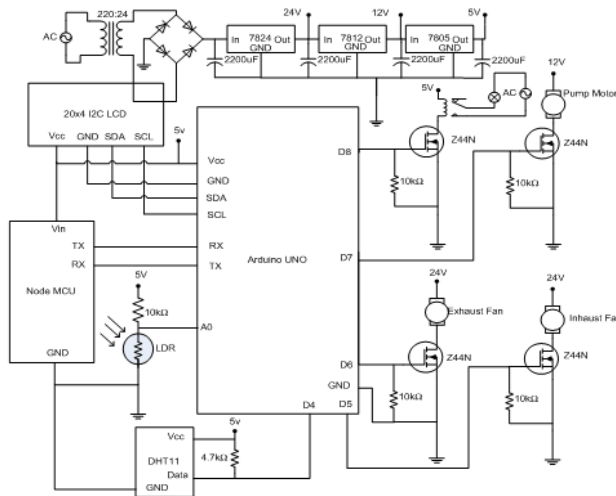 220:24
AC
In 7824 Out
GND
24V
In 7812 Out
GND
12V
In 7805 Out
GND
5V
2200uF
2200uF
2200uF
2200uF
20x4 I2C LCD
Vcc GND SDA SCL
5v
Vcc
GND
SDA
SCL
RX
TX
A0
Arduino UNO
D8
D7
D6
GND
D5
D4
Vin
TX
RX
Node MCU
GND
5V
10kΩ
LDR
5v
Vcc
4.7kΩ
DHT11
Data
GND
5V
AC
Z44N
10kΩ
12V
Pump Motor
Z44N
10kΩ
24V
Exhaust Fan
Z44N
10kΩ
24V
Inhaust Fa
Z44N
10kΩ